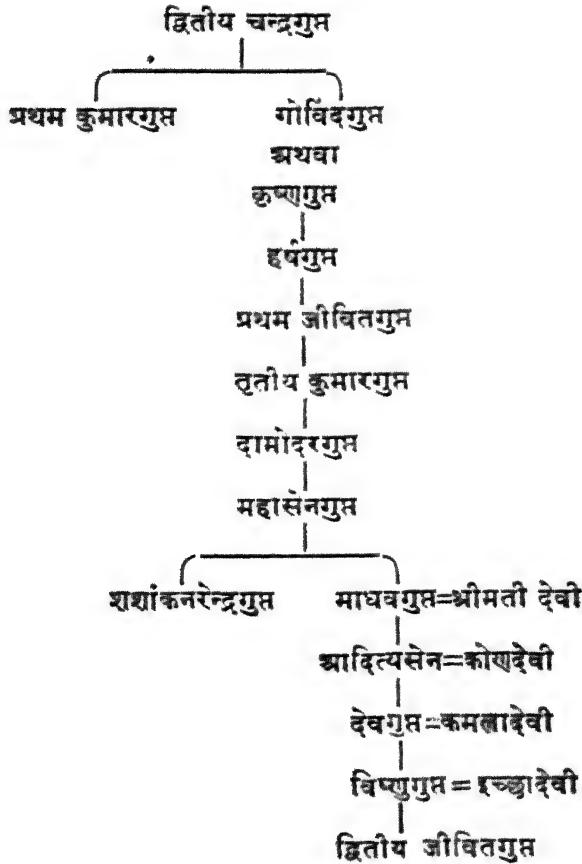 द्वितीय चन्द्रगुप्त
प्रथम कुमारगुप्त गोविंदगुप्त
अथवा
कृष्णगुप्त
हर्षगुप्त
प्रथम जीवितगुप्त
तृतीय कुमारगुप्त
दामोदरगुप्त
महासेनगुप्त
शशांकनरेन्द्रगुप्त माधवगुप्त=श्रीमती देवी
आदित्यसेन=कोणदेवी
देवगुप्त=कमलादेवी
विष्णुगुप्त=इच्छादेवी
द्वितीय जीवितगुप्त